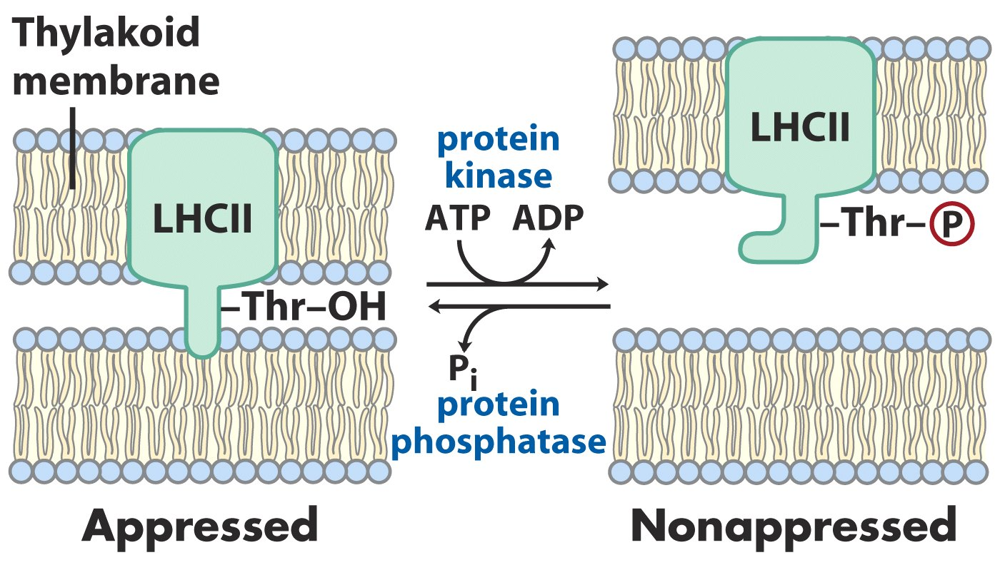 Thylakoid
membrane
LHCII
–Thr–OH
Appressed
protein
kinase
ATP ADP
Pi
protein
phosphatase
LHCII
–Thr–P
Nonappressed